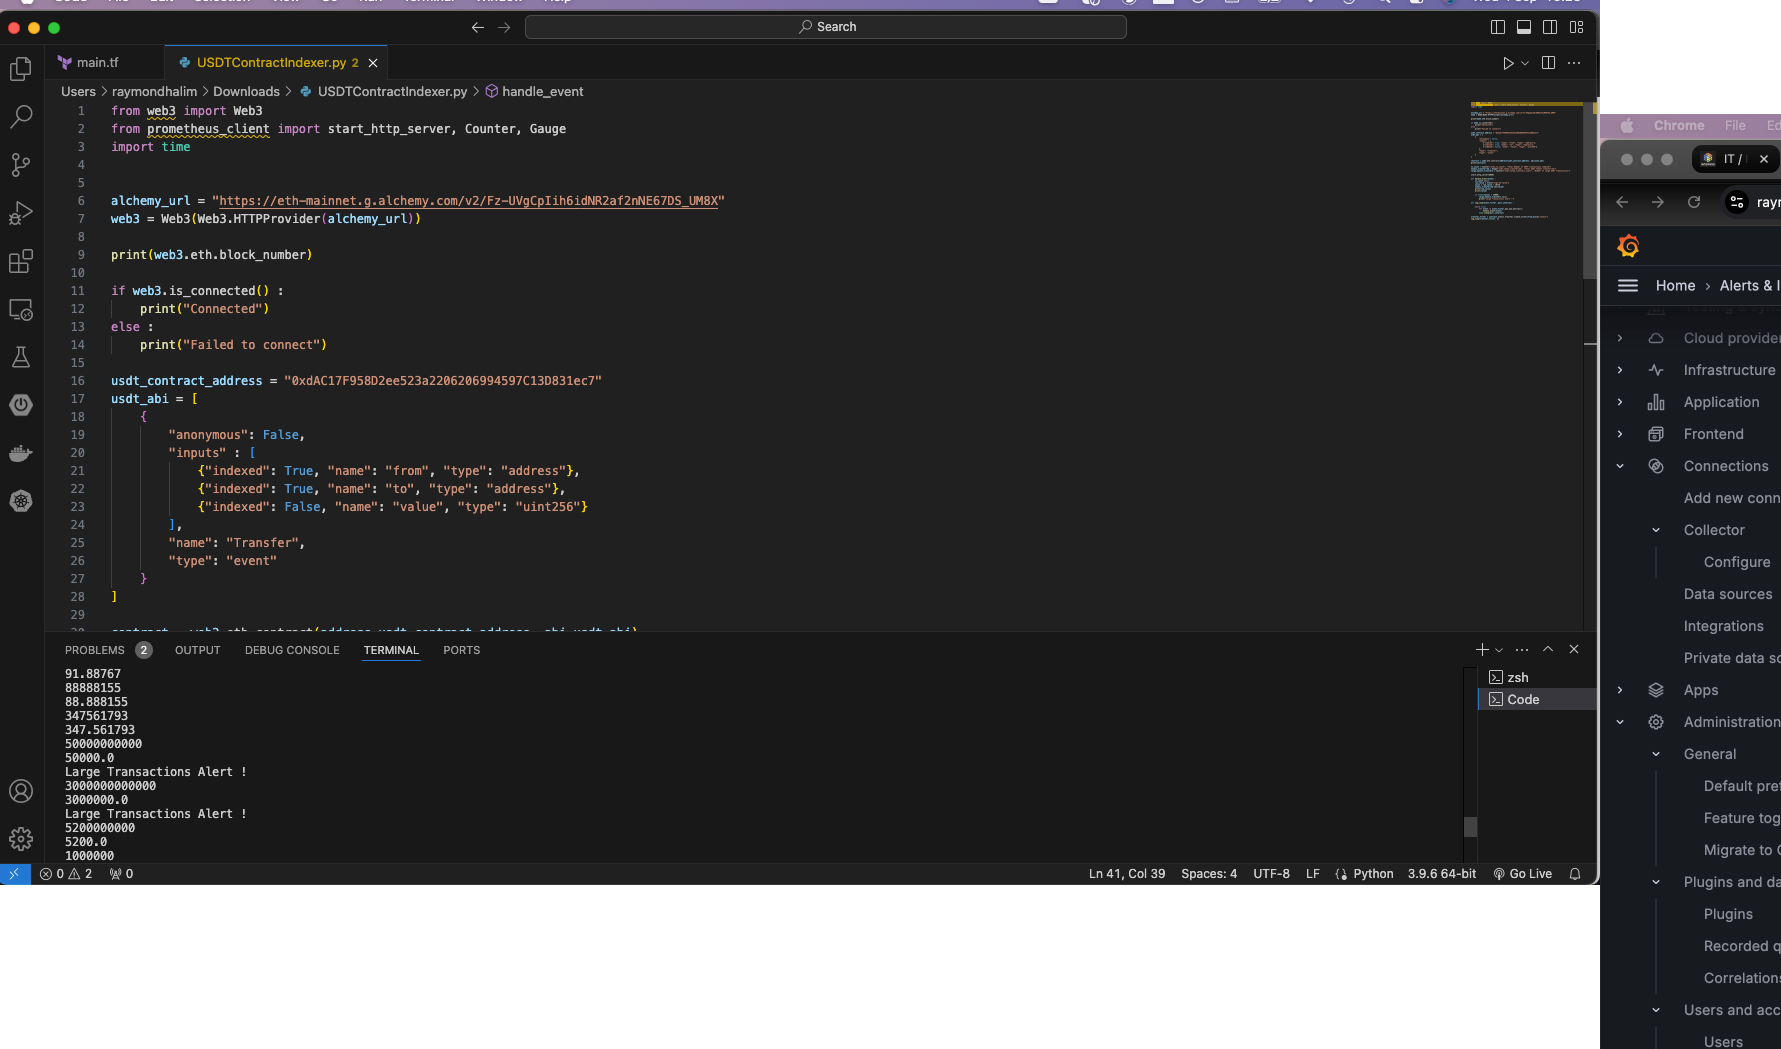 Search
main.tf
USDTContractIndexer.py 2
Users > raymondhalim > Downloads > USDTContractIndexer.py > handle_event
1 from web3 import Web3
2 from prometheus_client import start_http_server, Counter, Gauge
3 import time
4
5
6 alchemy_url = "https://eth-mainnet.g.alchemy.com/v2/Fz-UVgCpIih6idNR2af2nNE67DS_UM8X"
7 web3 = Web3(Web3.HTTPProvider(alchemy_url))
8
9 print(web3.eth.block_number)
10
11 if web3.is_connected() :
12 print("Connected")
13 else :
14 print("Failed to connect")
15
16 usdt_contract_address = "0xdAC17F958D2ee523a2206206994597C13D831ec7"
17 usdt_abi = [
18 {
19 "anonymous": False,
20 "inputs" : [
21 {"indexed": True, "name": "from", "type": "address"},
22 {"indexed": True, "name": "to", "type": "address"},
23 {"indexed": False, "name": "value", "type": "uint256"}
24 ],
25 "name": "Transfer",
26 "type": "event"
27 }
28 ]
29
PROBLEMS 2 OUTPUT DEBUG CONSOLE TERMINAL PORTS
91.88767
88888155
88.888155
347561793
347.561793
50000000000
50000.0
Large Transactions Alert !
3000000000000
3000000.0
Large Transactions Alert !
5200000000
5200.0
1000000
zsh
Code
0 2 0
Ln 41, Col 39 Spaces: 4 UTF-8 LF Python 3.9.6 64-bit Go Live
Chrome File Ed
IT /
rayr
Home > Alerts & I
Cloud provider
Infrastructure
Application
Frontend
Connections
Add new conn
Collector
Configure
Data sources
Integrations
Private data so
Apps
Administration
General
Default pref
Feature tog
Migrate to
Plugins and da
Plugins
Recorded q
Correlations
Users and acc
Users